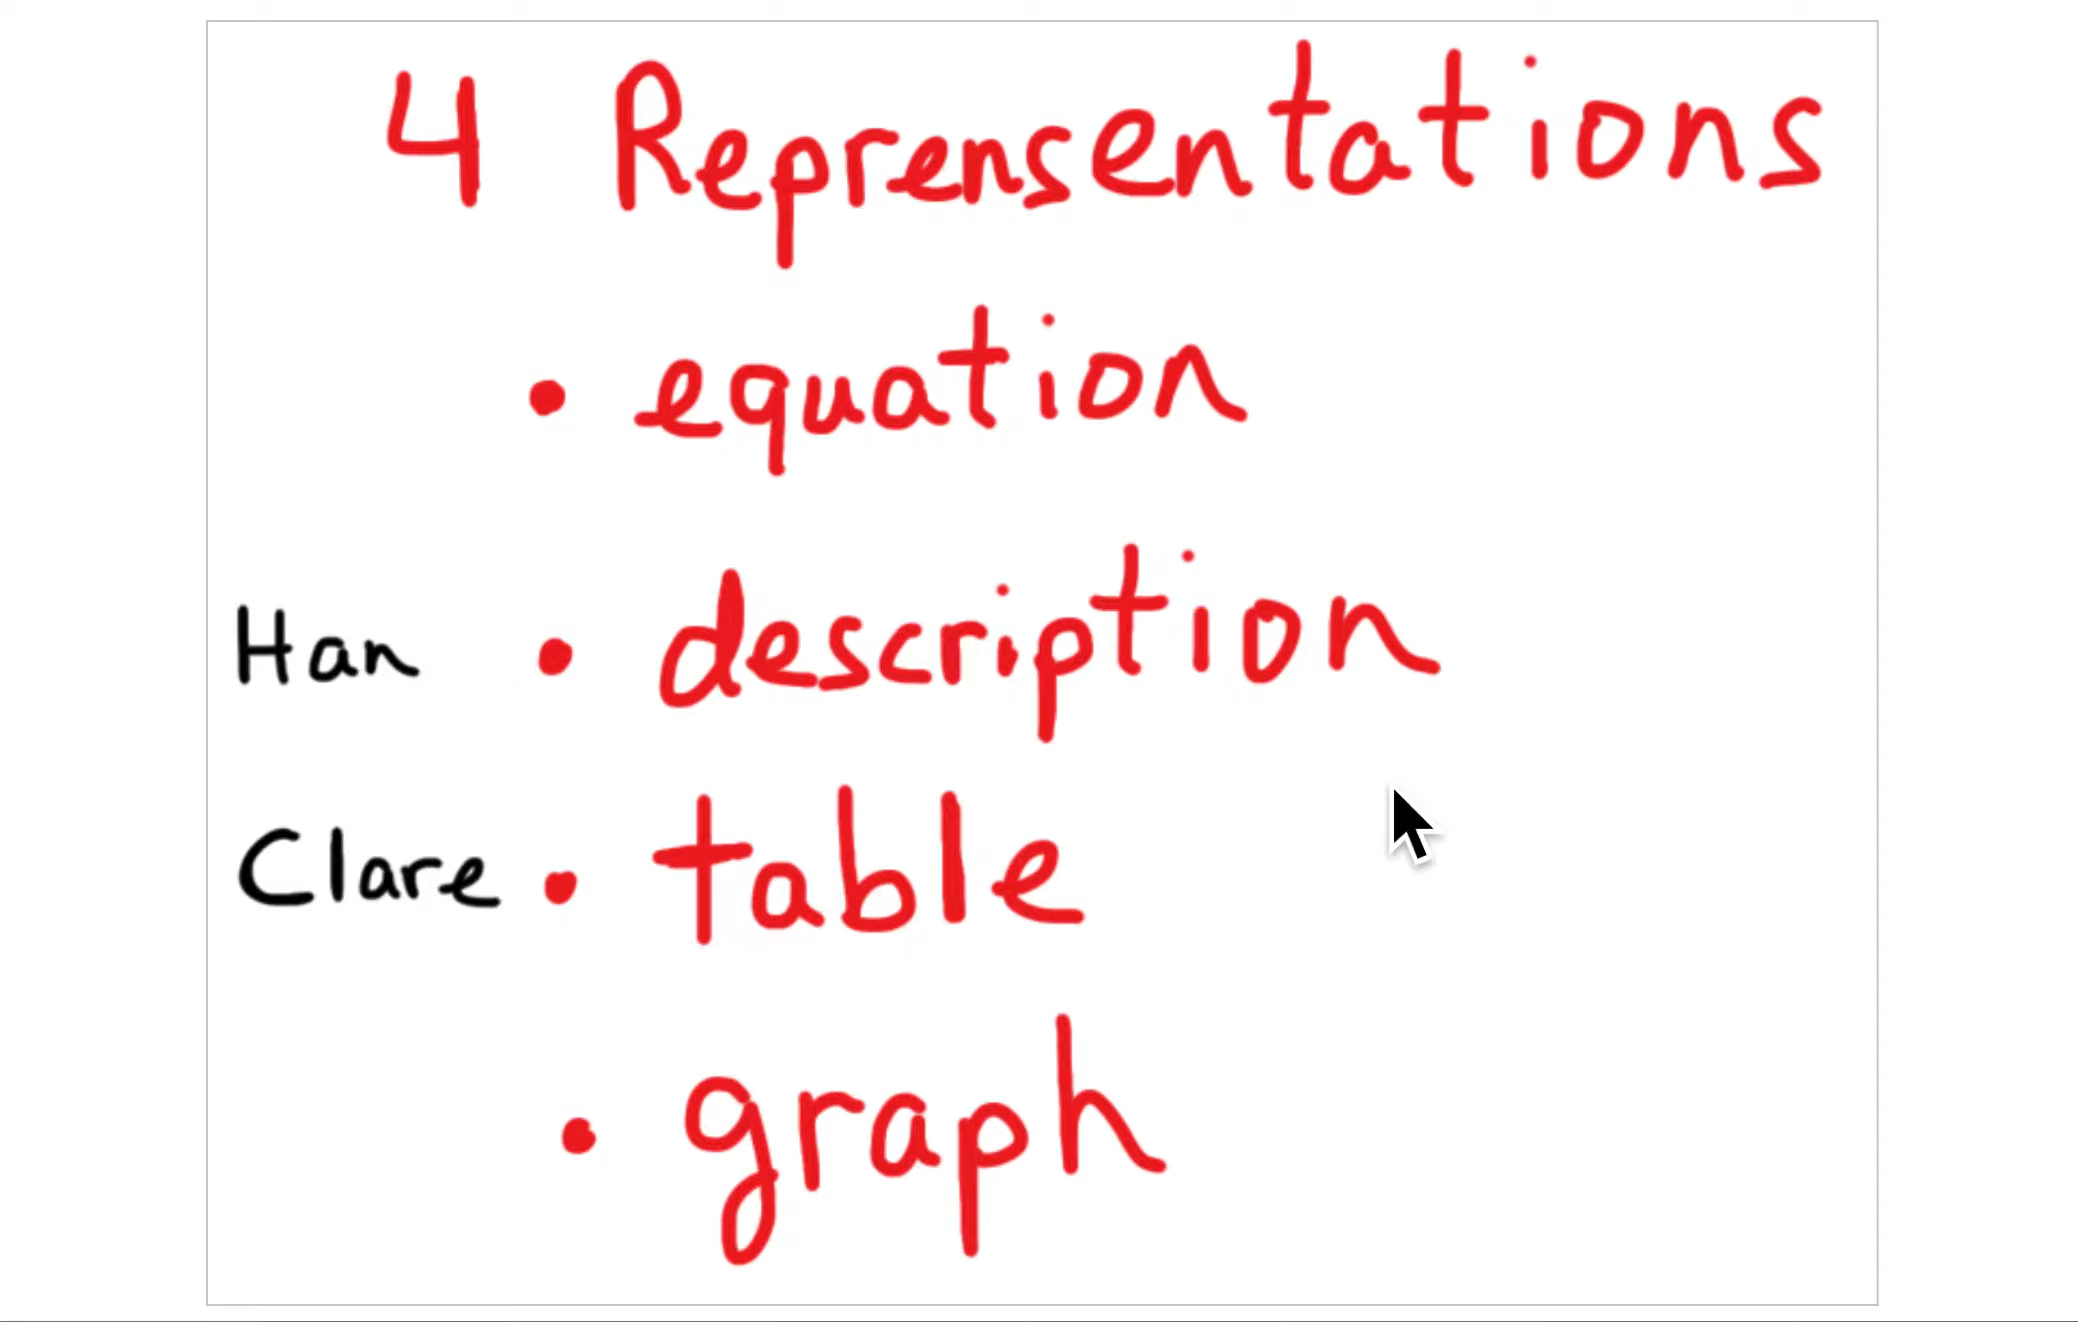 4 Reprensentations
• equation
Han • description
Clare • table
• graph